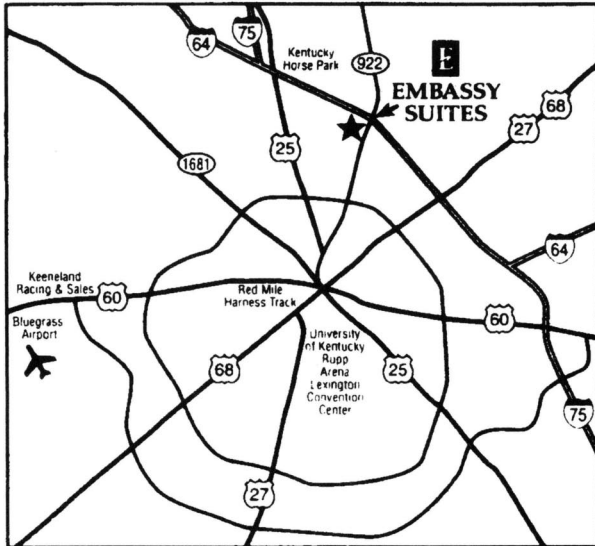 75
64
Kentucky
Horse Park
922
E
EMBASSY
SUITES
68
27
25
1681
64
Keeneland
Racing & Sales
60
Red Mile
Harness Track
Bluegrass
Airport
60
University
of Kentucky
Rupp
Arena
Lexington
Convention
Center
68
25
75
27